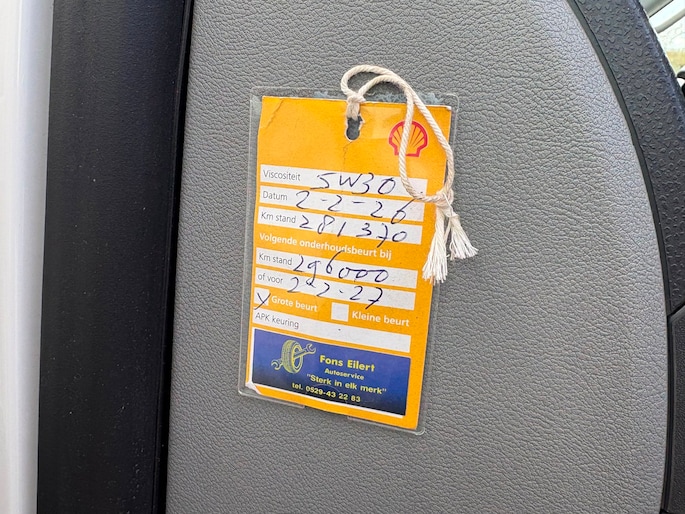 Viscositeit 5W30
Datum 2-2-26
Km stand 281370
Volgende onderhoudsbeurt bij
Km stand 296000
of voor 2-2-27
Grote beurt Kleine beurt
APK keuring
Fons Eilert
Autoservice
"Sterk in elk merk"
tel. 0529-43 22 83